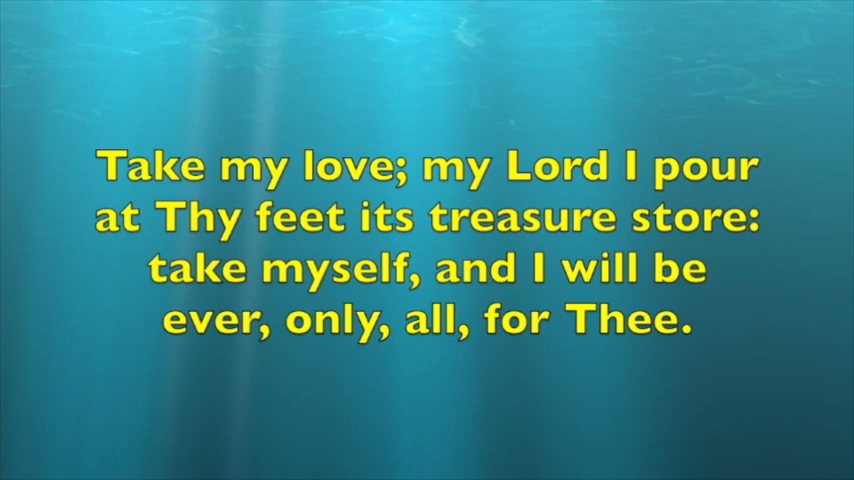 Take my love; my Lord I pour
at Thy feet its treasure store:
take myself, and I will be
ever, only, all, for Thee.